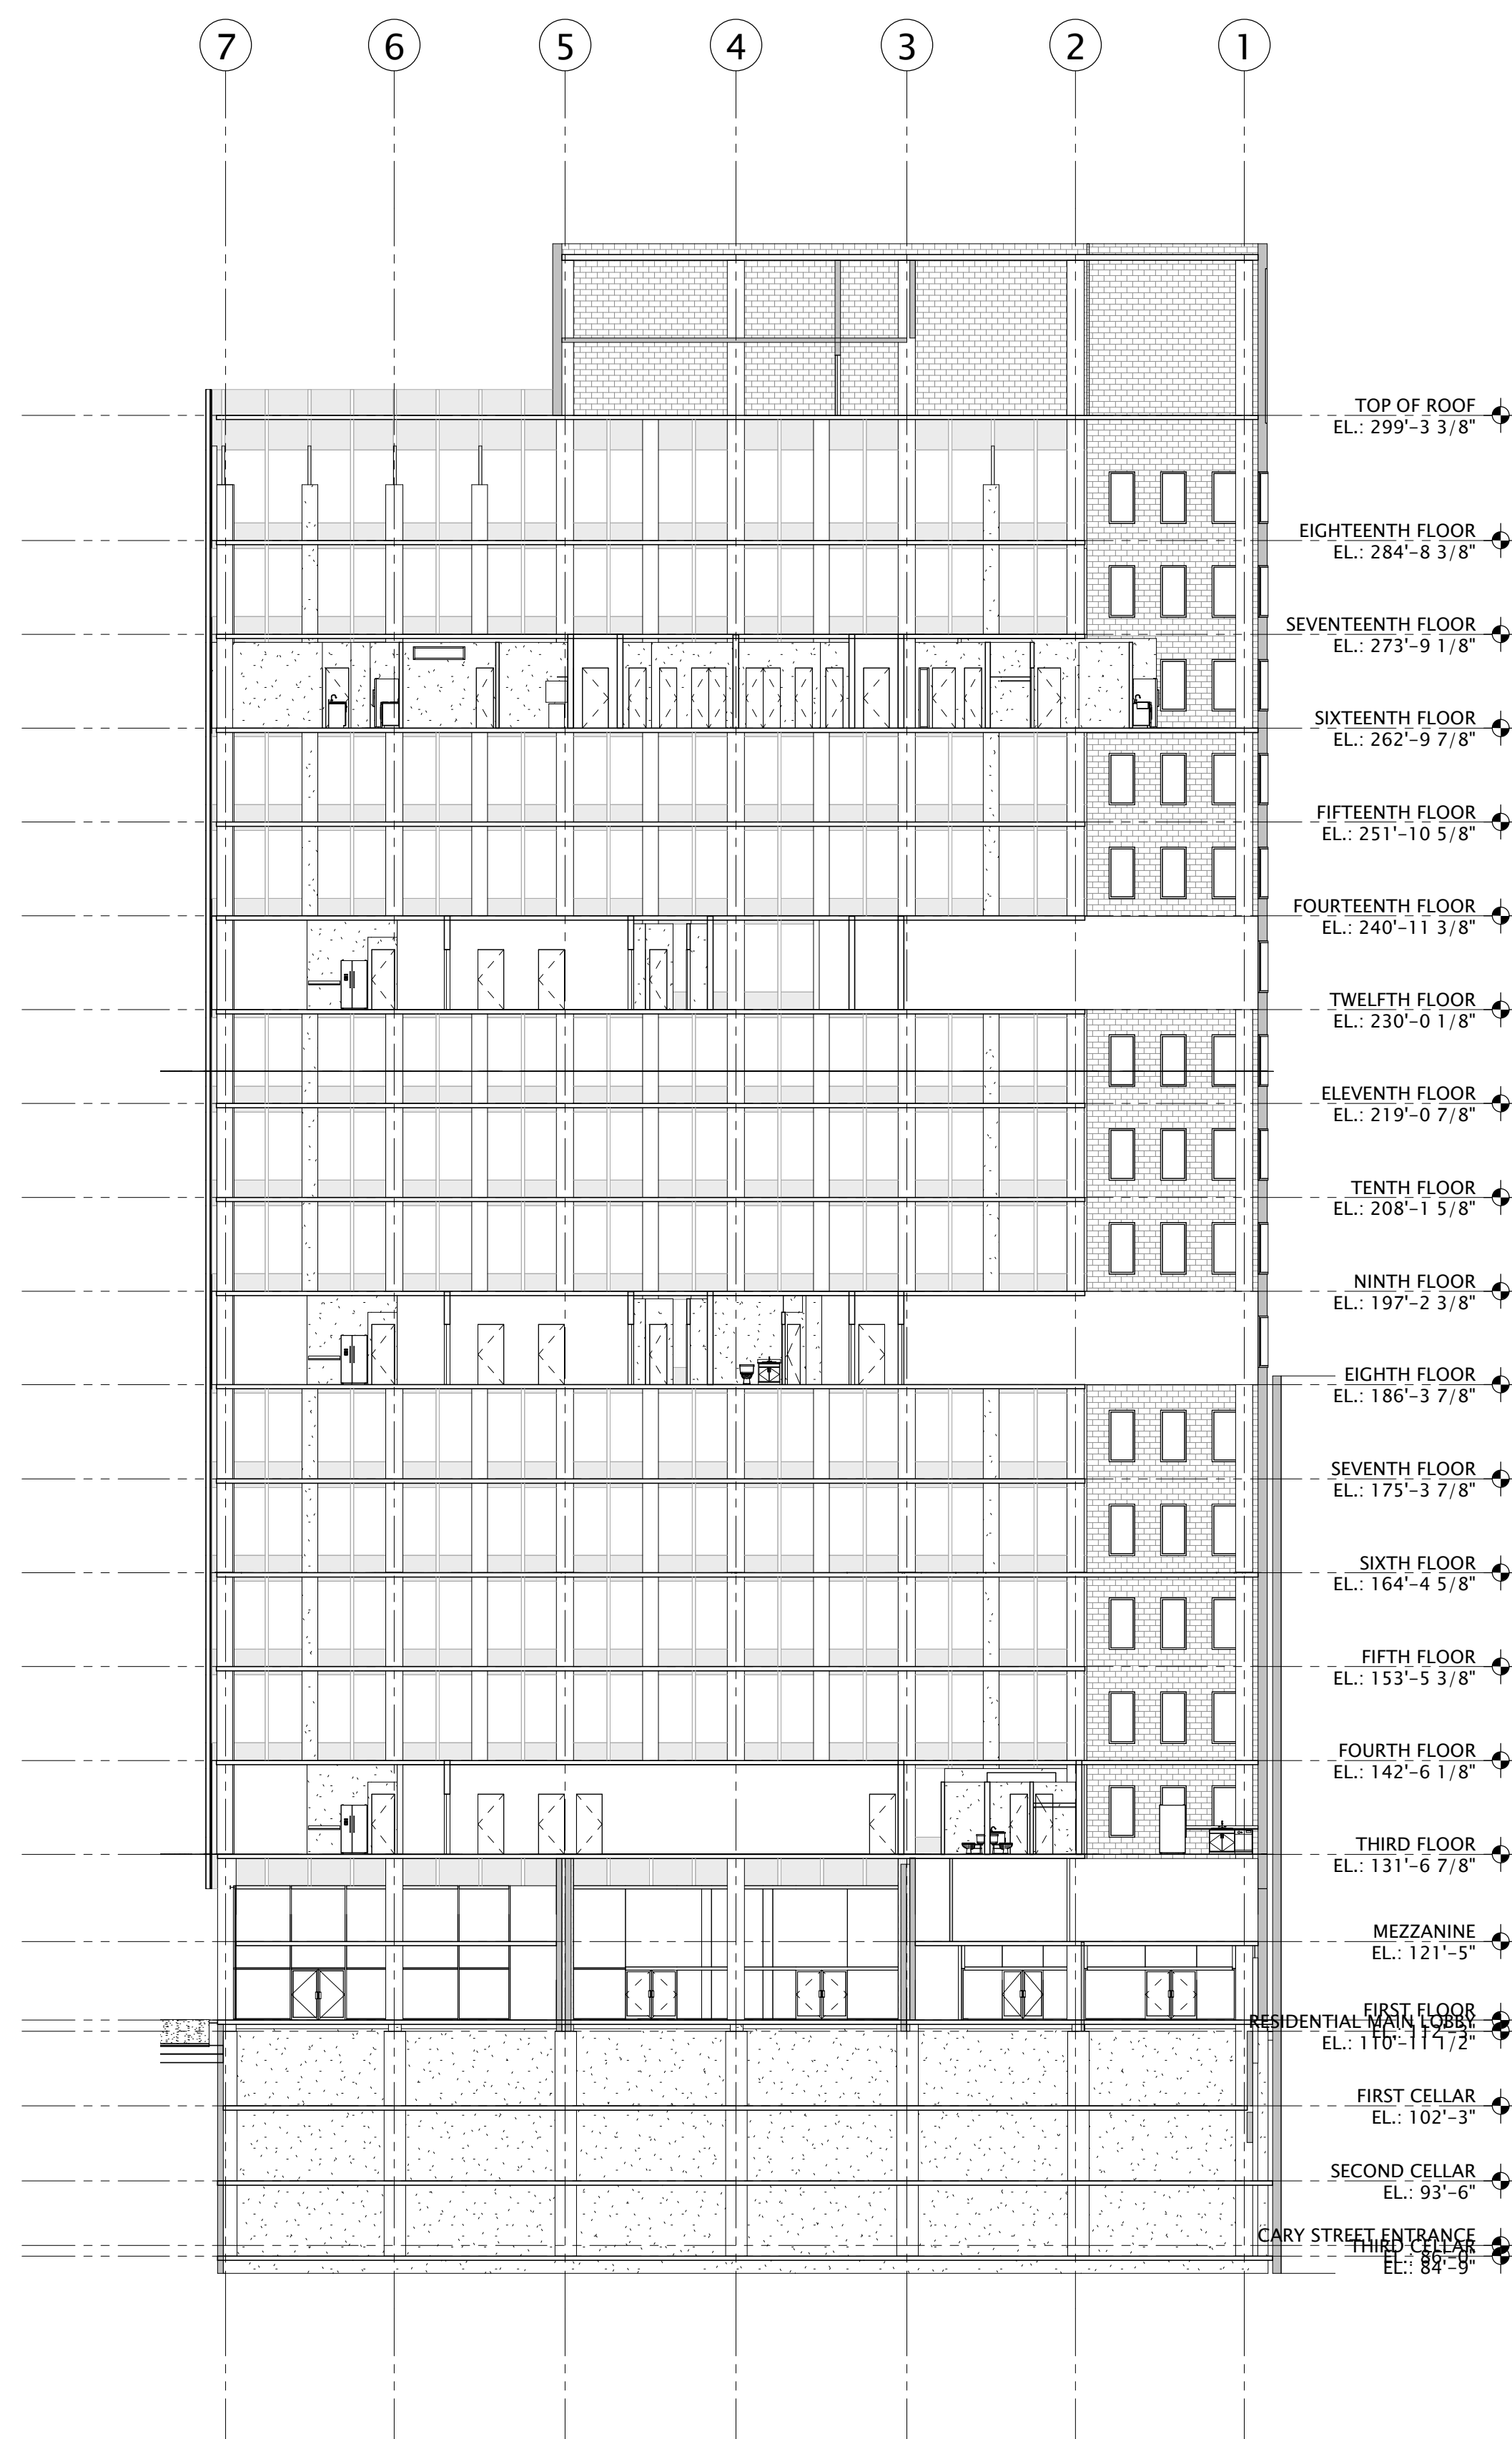 7 6 5 4 3 2 1
TOP OF ROOF
EL.: 299'-3 3/8"
EIGHTEENTH FLOOR
EL.: 284'-8 3/8"
SEVENTEENTH FLOOR
EL.: 273'-9 1/8"
SIXTEENTH FLOOR
EL.: 262'-9 7/8"
FIFTEENTH FLOOR
EL.: 251'-10 5/8"
FOURTEENTH FLOOR
EL.: 240'-11 3/8"
TWELFTH FLOOR
EL.: 230'-0 1/8"
ELEVENTH FLOOR
EL.: 219'-0 7/8"
TENTH FLOOR
EL.: 208'-1 5/8"
NINTH FLOOR
EL.: 197'-2 3/8"
EIGHTH FLOOR
EL.: 186'-3 7/8"
SEVENTH FLOOR
EL.: 175'-3 7/8"
SIXTH FLOOR
EL.: 164'-4 5/8"
FIFTH FLOOR
EL.: 153'-5 3/8"
FOURTH FLOOR
EL.: 142'-6 1/8"
THIRD FLOOR
EL.: 131'-6 7/8"
MEZZANINE
EL.: 121'-5"
FIRST FLOOR
RESIDENTIAL MAIN LOBBY
EL.: 112'-3"
EL.: 110'-11 1/2"
FIRST CELLAR
EL.: 102'-3"
SECOND CELLAR
EL.: 93'-6"
CARY STREET ENTRANCE
THIRD CELLAR
EL.: 86'-0"
EL.: 84'-9"